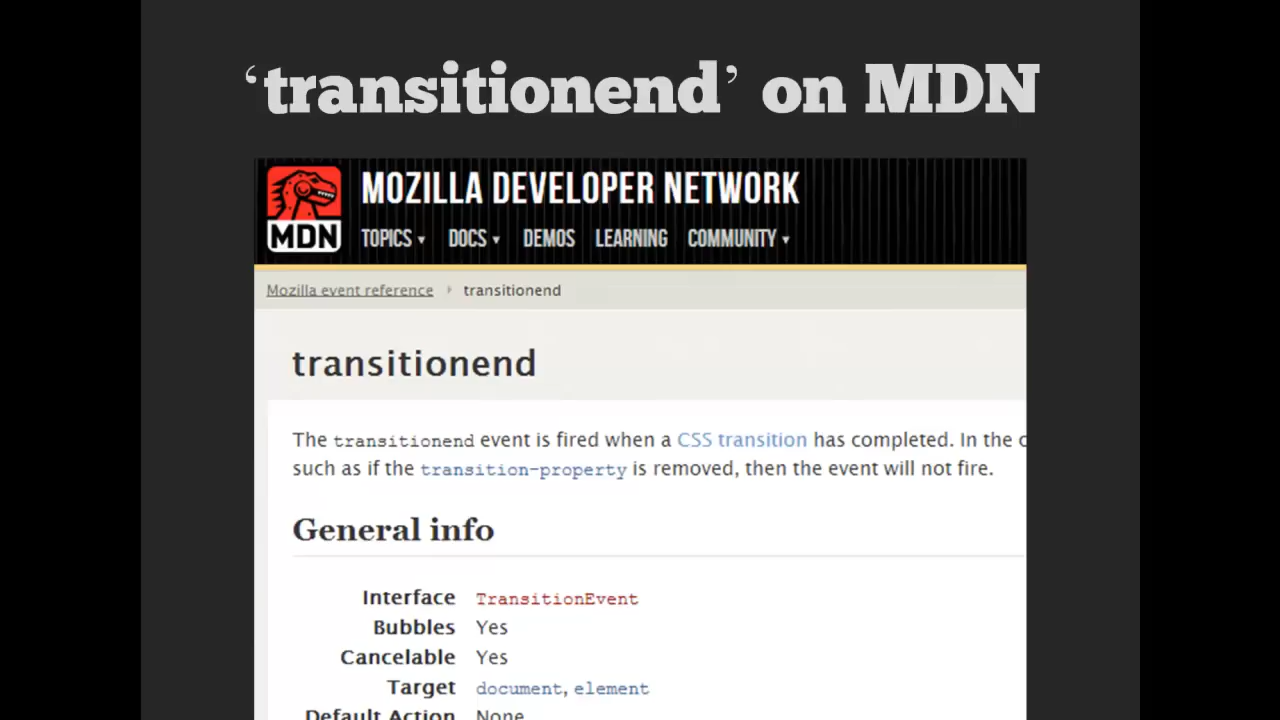 ‘transitionend’ on MDN
MDN
MOZILLA DEVELOPER NETWORK
TOPICS ▾ DOCS ▾ DEMOS LEARNING COMMUNITY ▾
Mozilla event reference transitionend
transitionend
The transitionend event is fired when a CSS transition has completed. In the
such as if the transition-property is removed, then the event will not fire.
General info
Interface TransitionEvent
Bubbles Yes
Cancelable Yes
Target document, element
Default Action None